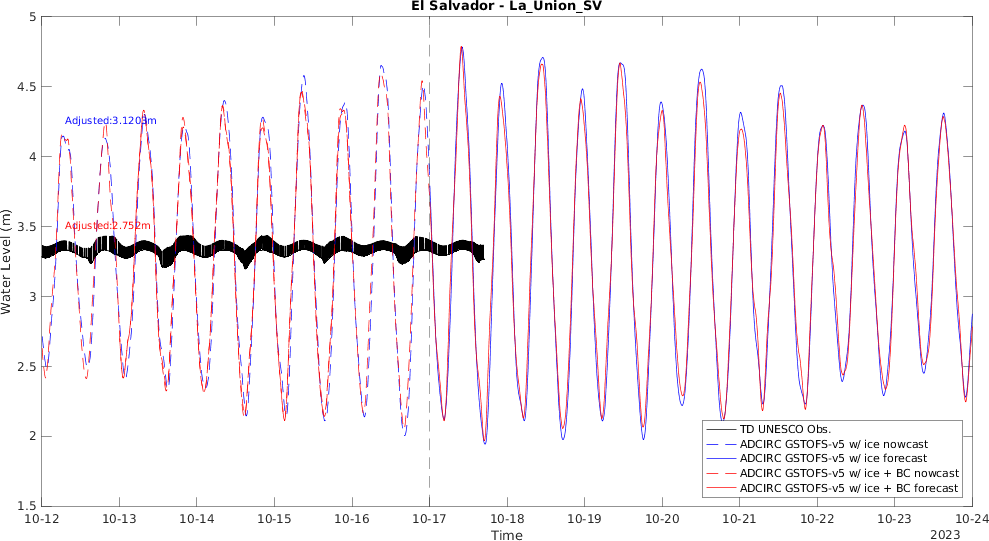 El Salvador - La_Union_SV
5
4.5
4
3.5
3
2.5
2
1.5
Water Level (m)
Adjusted:3.1203m
Adjusted:2.752m
TD UNESCO Obs.
ADCIRC GSTOFS-v5 w/ ice nowcast
ADCIRC GSTOFS-v5 w/ ice forecast
ADCIRC GSTOFS-v5 w/ ice + BC nowcast
ADCIRC GSTOFS-v5 w/ ice + BC forecast
10-12 10-13 10-14 10-15 10-16 10-17 10-18 10-19 10-20 10-21 10-22 10-23 10-24
Time
2023